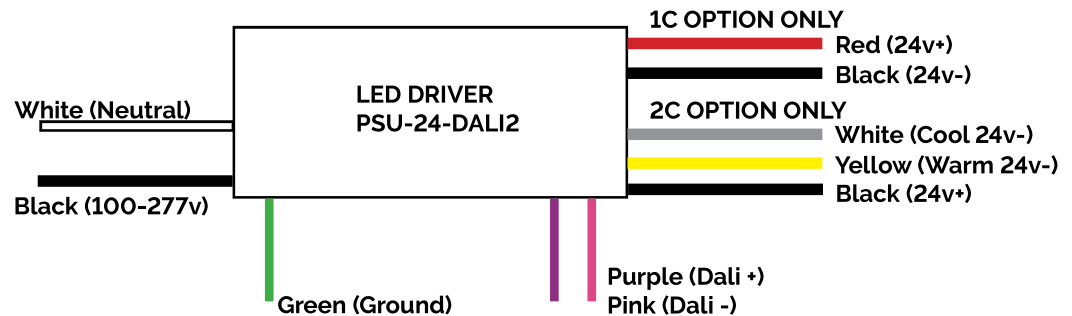 1C OPTION ONLY
Red (24v+)
Black (24v-)
LED DRIVER
PSU-24-DALI2
White (Neutral)
2C OPTION ONLY
White (Cool 24v-)
Yellow (Warm 24v-)
Black (24v+)
Black (100-277v)
Purple (Dali +)
Green (Ground)
Pink (Dali -)